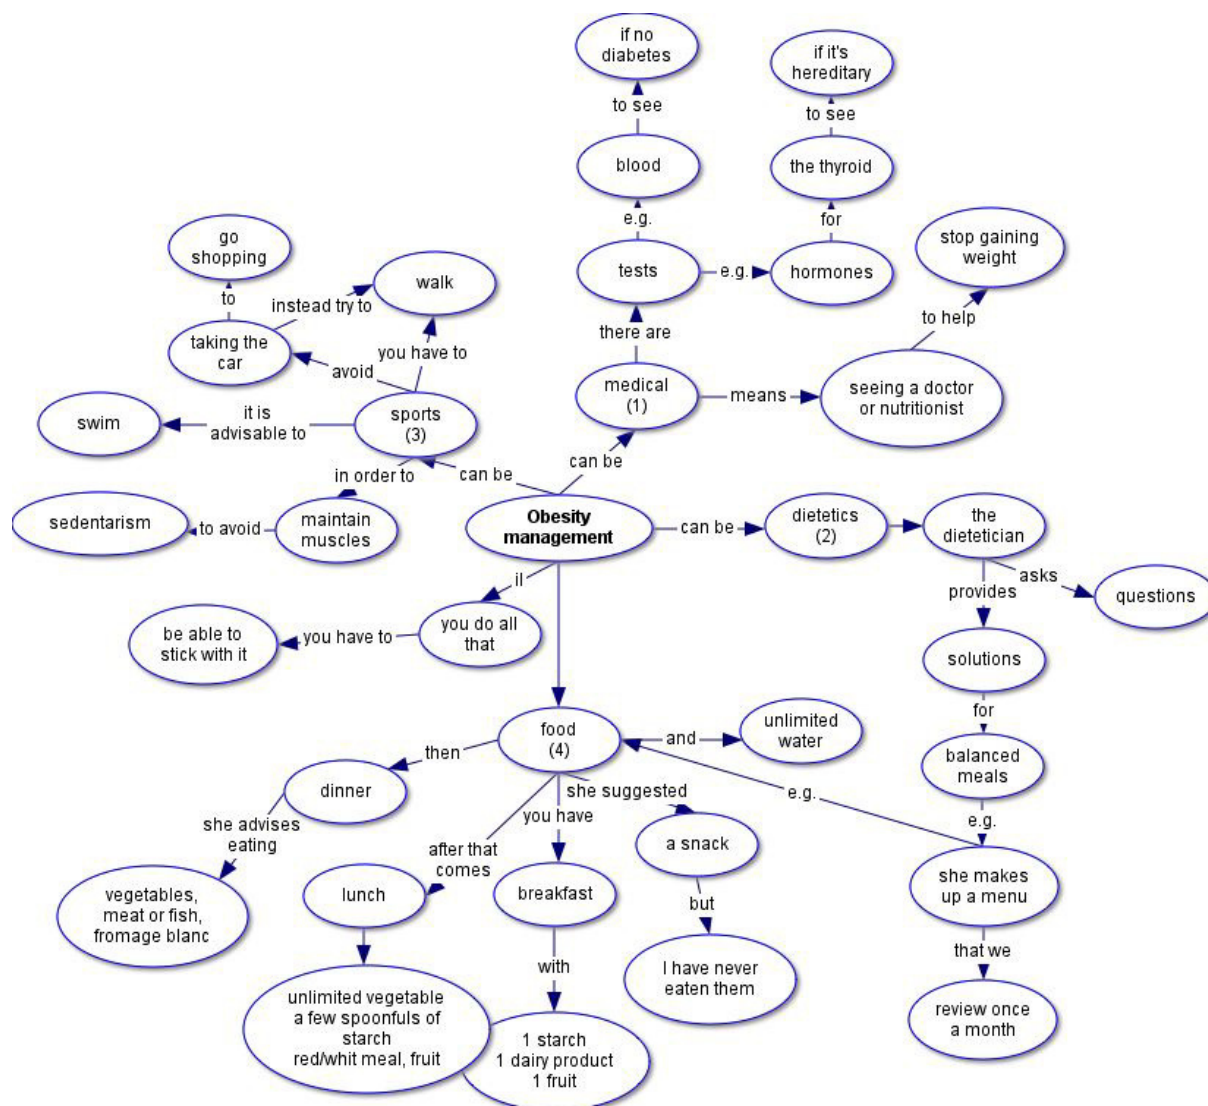 if no
diabetes
if it's
hereditary
to see
to see
blood
the thyroid
e.g.
for
go
shopping
stop gaining
weight
tests
e.g.
hormones
walk
to
instead try to
to help
there are
taking the
car
you have to
avoid
medical
(1)
means
seeing a doctor
or nutritionist
swim
it is
advisable to
sports
(3)
can be
in order to
can be
sedentarism
to avoid
maintain
muscles
Obesity
management
can be
dietetics
(2)
the
dietetician
asks
provides
questions
il
you do all
that
you have to
be able to
stick with it
solutions
for
food
(4)
and
unlimited
water
then
balanced
meals
dinner
she suggested
e.g.
e.g.
you have
she advises
eating
after that
comes
a snack
vegetables,
meat or fish,
fromage blanc
lunch
breakfast
but
she makes
up a menu
that we
with
I have never
eaten them
unlimited vegetable
a few spoonfuls of
starch
red/whit meal, fruit
review once
a month
1 starch
1 dairy product
1 fruit